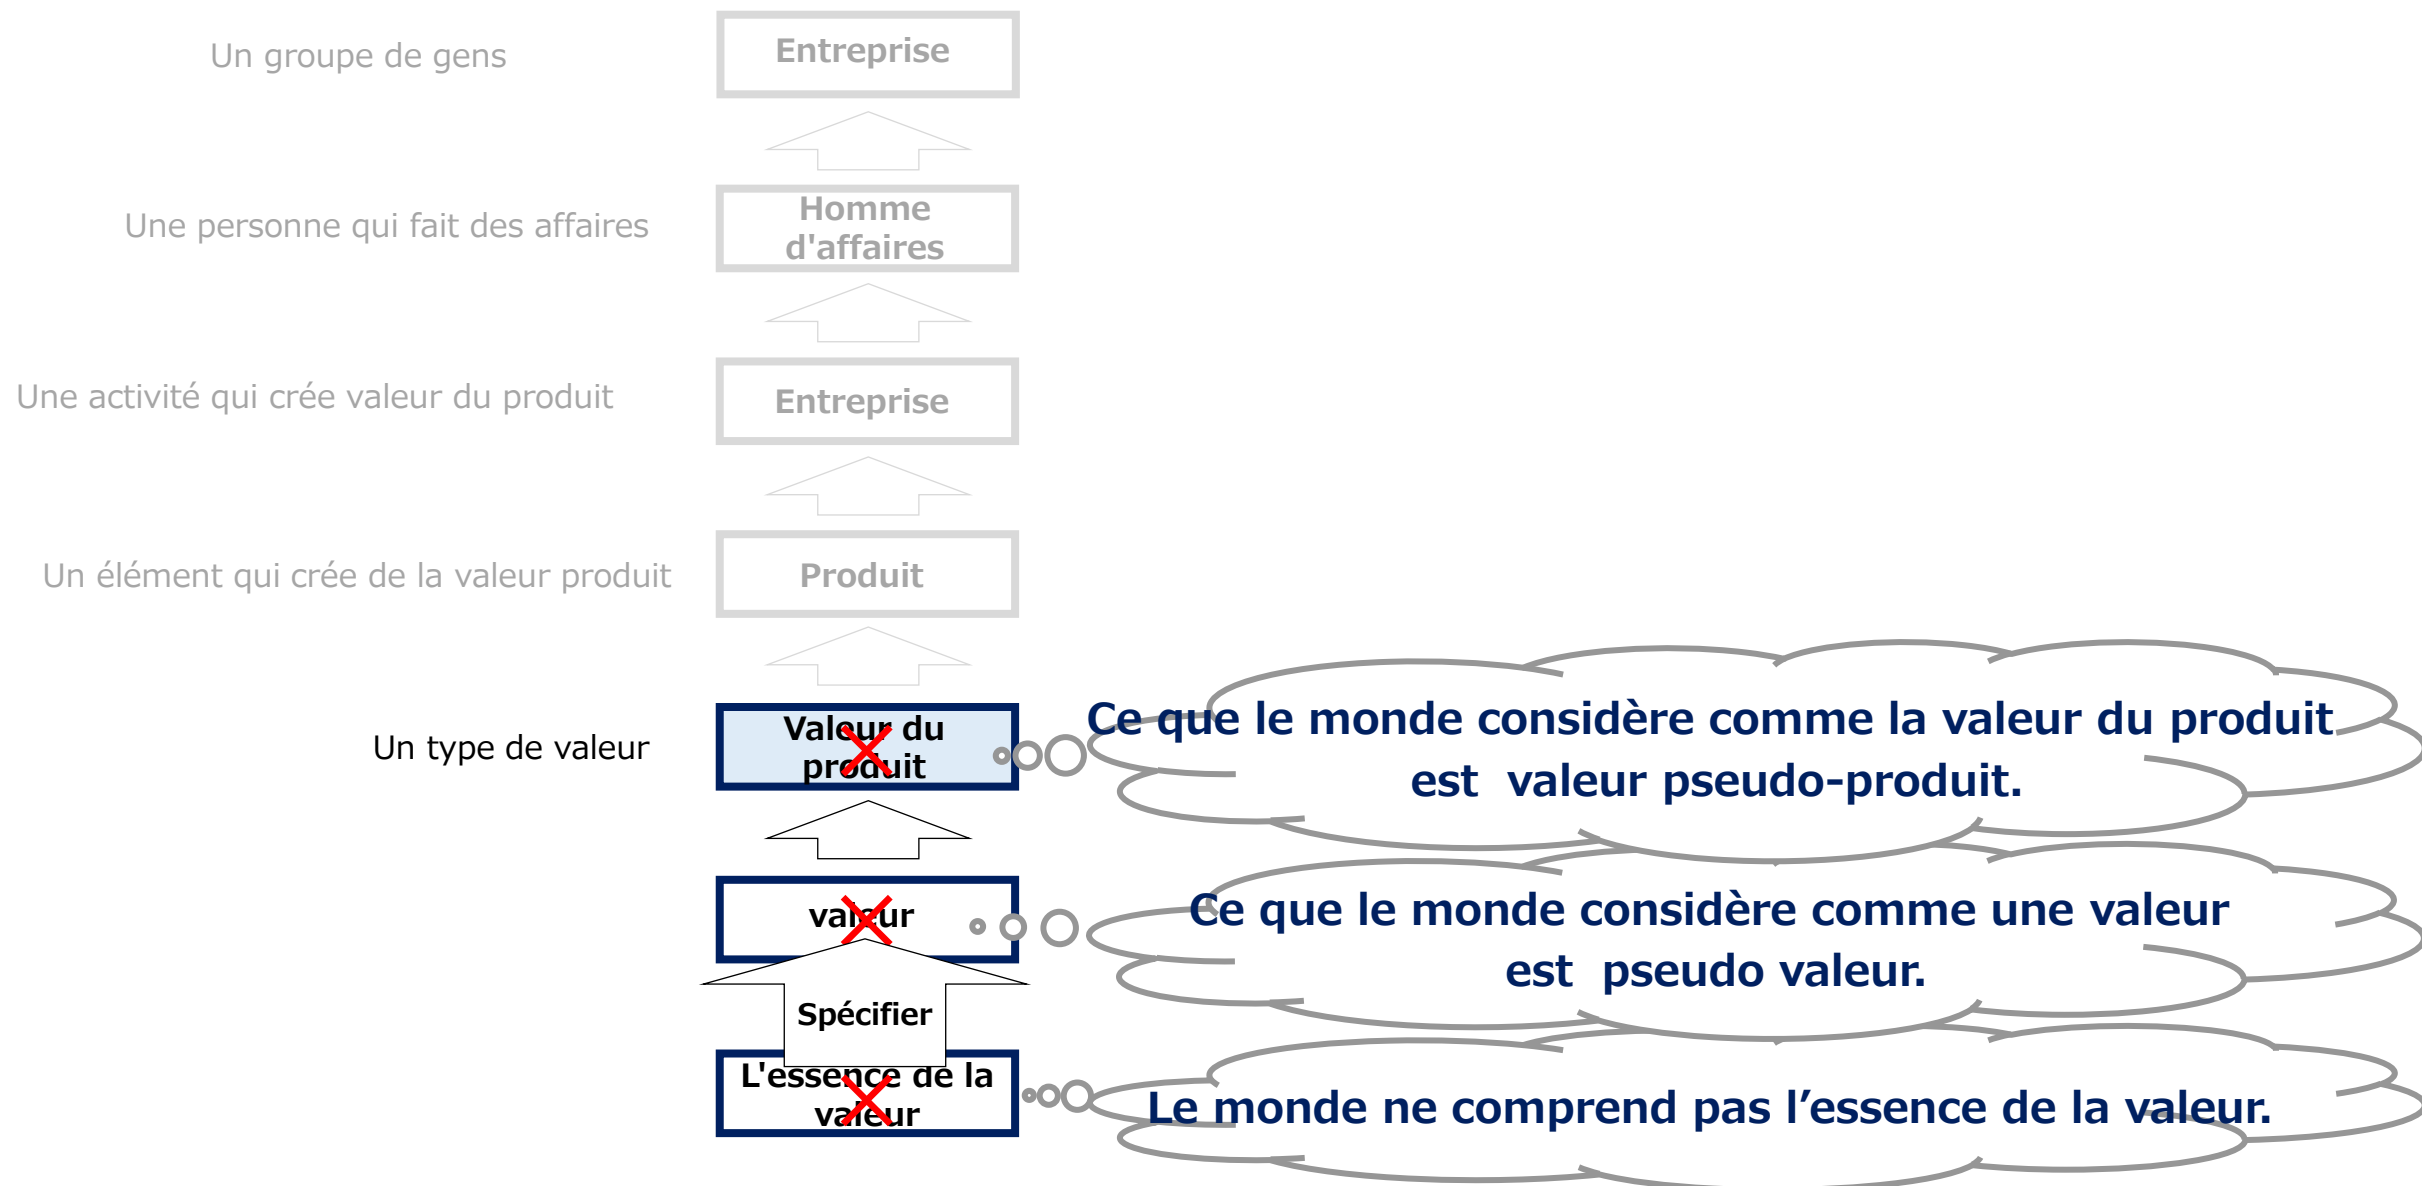 Un groupe de gens
Entreprise
Une personne qui fait des affaires
Homme
d'affaires
Une activité qui crée valeur du produit
Entreprise
Un élément qui crée de la valeur produit
Produit
Un type de valeur
Valeur du
produit
Ce que le monde considère comme la valeur du produit
est valeur pseudo-produit.
valeur
Ce que le monde considère comme une valeur
est pseudo valeur.
Spécifier
L'essence de la
valeur
Le monde ne comprend pas l’essence de la valeur.